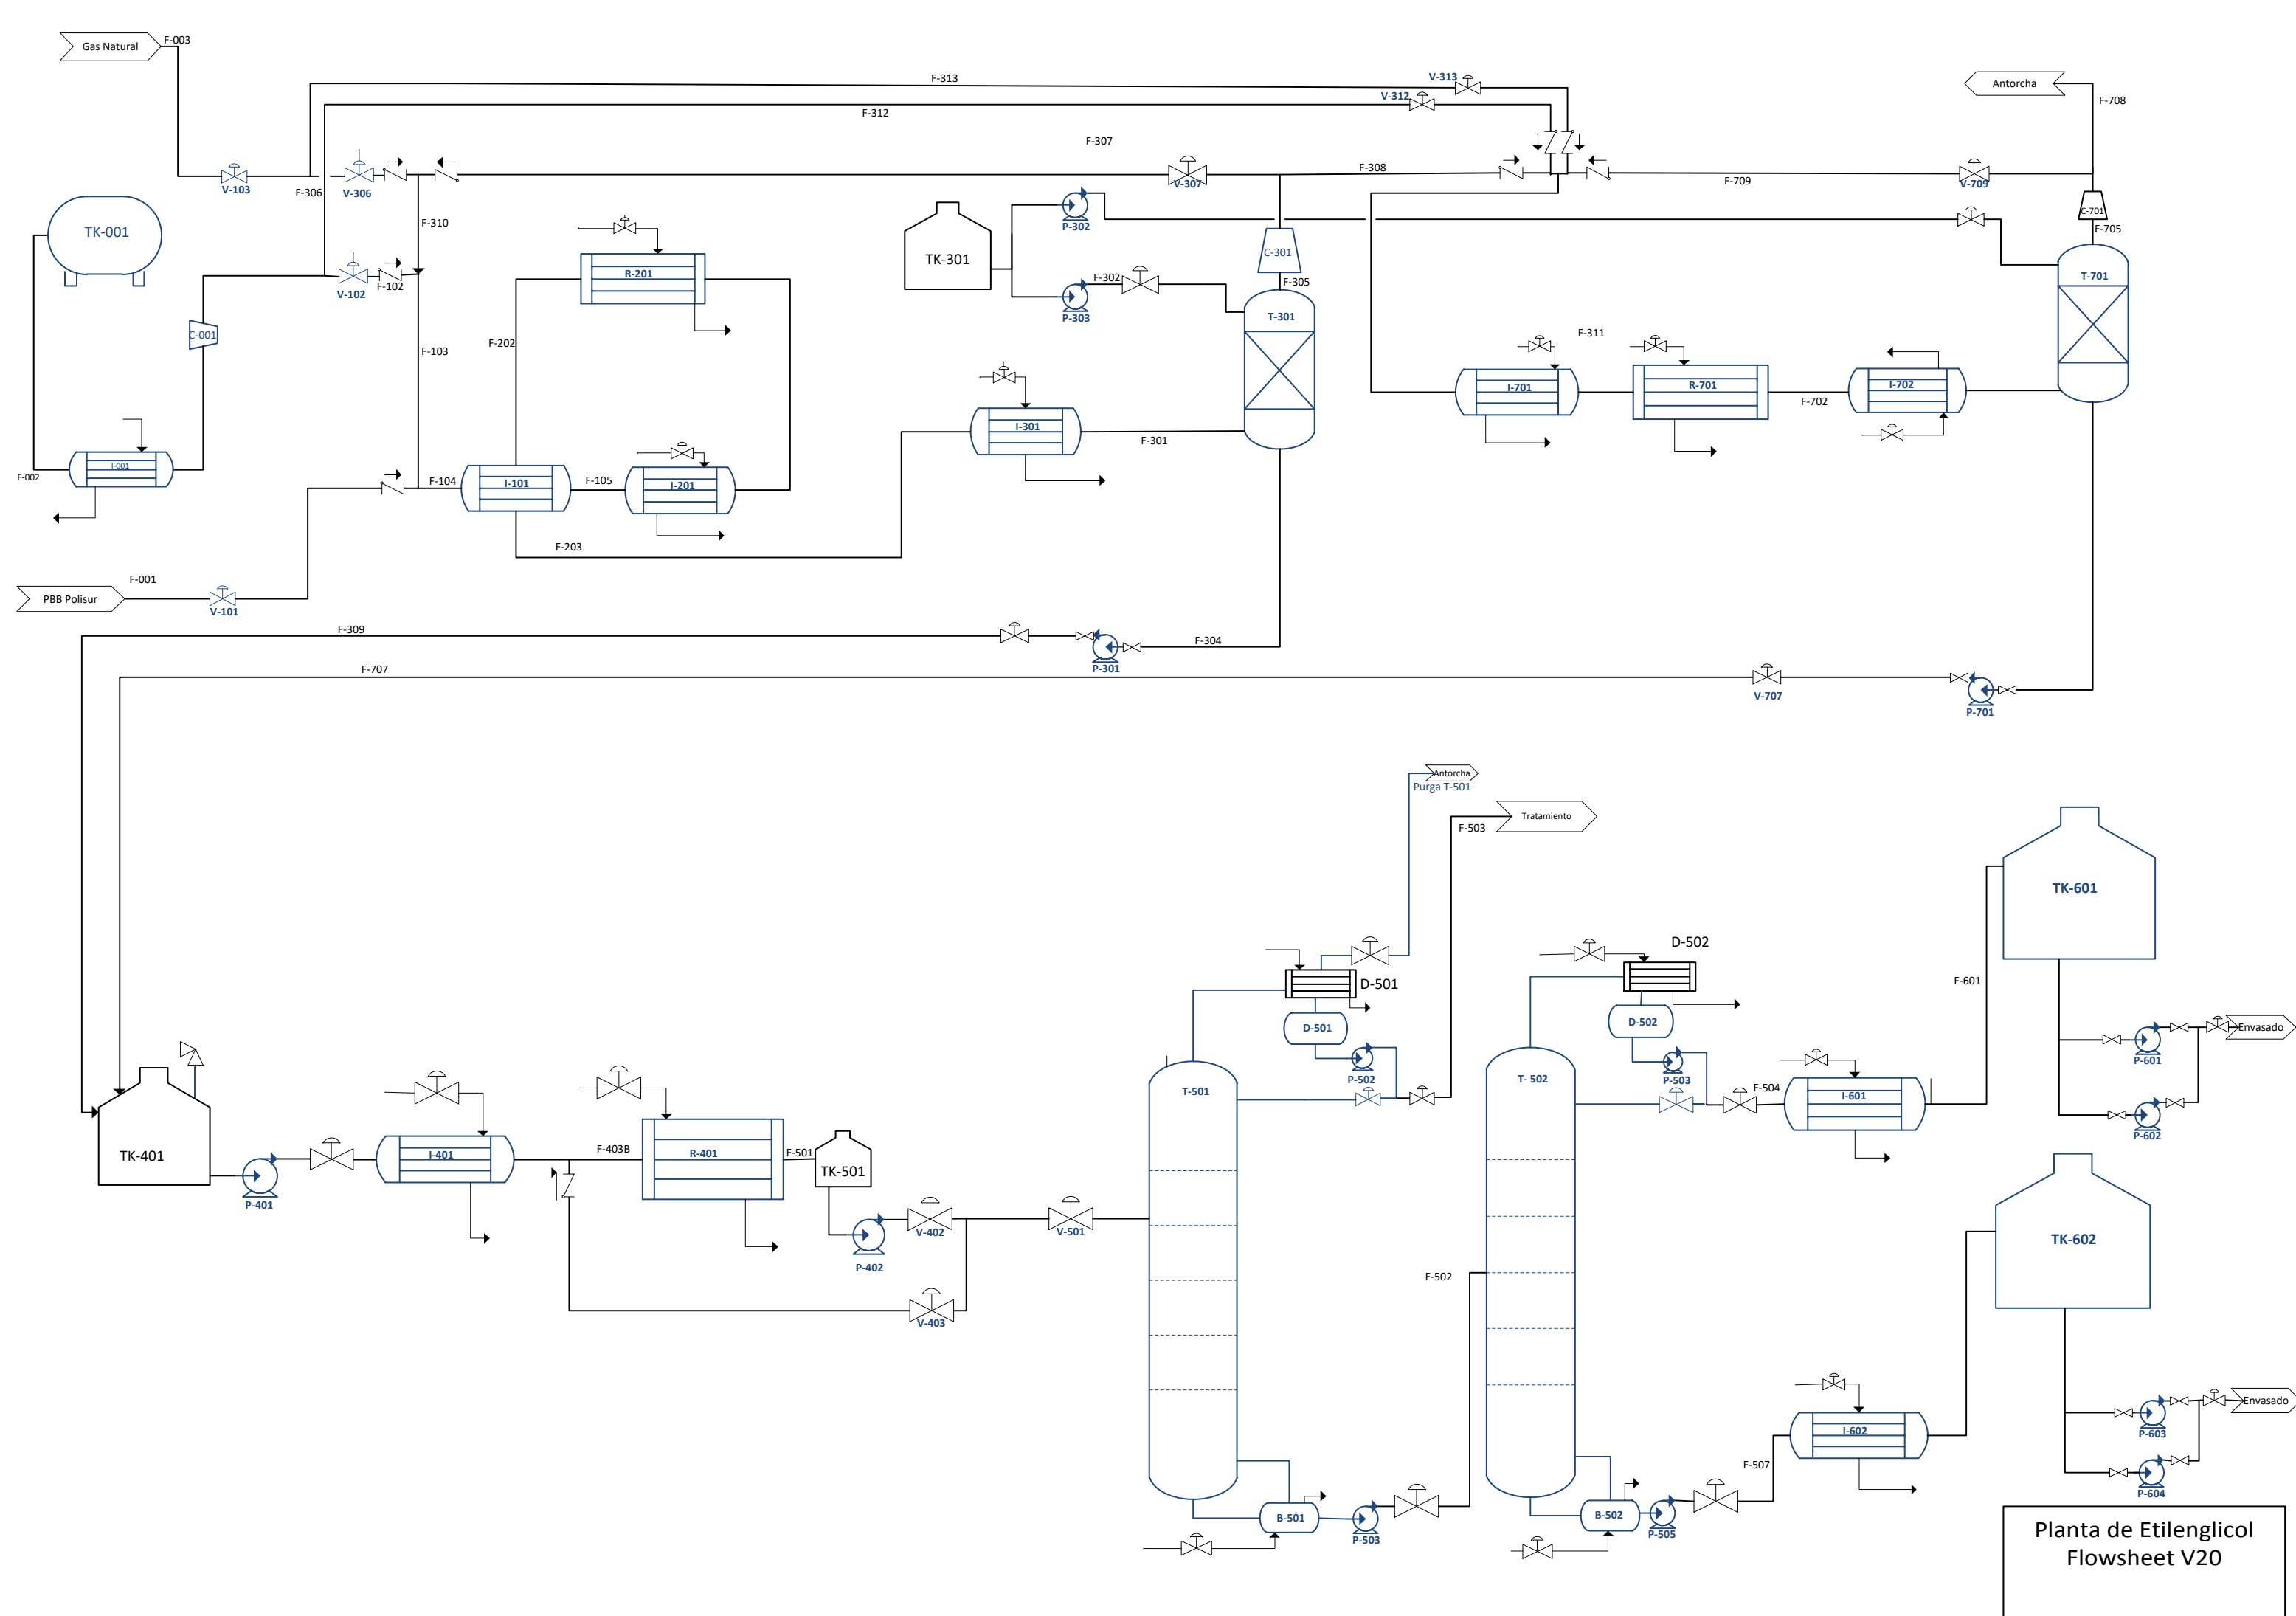 Gas Natural
F-003
F-313
V-313
Antorcha
V-312
F-312
F-708
F-307
F-308
V-103
F-306
V-306
V-307
F-709
V-709
TK-001
F-310
P-302
C-701
F-705
TK-301
C-301
R-201
T-701
V-102
F-102
F-302
F-305
P-303
T-301
C-001
F-202
F-103
F-311
I-701
R-701
I-702
F-702
I-301
F-301
I-001
F-002
F-104
I-101
F-105
I-201
F-203
F-001
PBB Polisur
V-101
F-309
F-304
P-301
F-707
V-707
P-701
Antorcha
Purga T-501
F-503
Tratamiento
TK-601
D-502
F-601
D-501
D-501
D-502
Envasado
P-601
P-502
P-503
T-501
T- 502
F-504
I-601
P-602
TK-401
I-401
F-403B
R-401
F-501
TK-501
P-401
V-402
V-501
P-402
TK-602
F-502
V-403
Envasado
P-603
I-602
F-507
P-604
B-501
P-503
B-502
P-505
Planta de Etilenglicol
Flowsheet V20